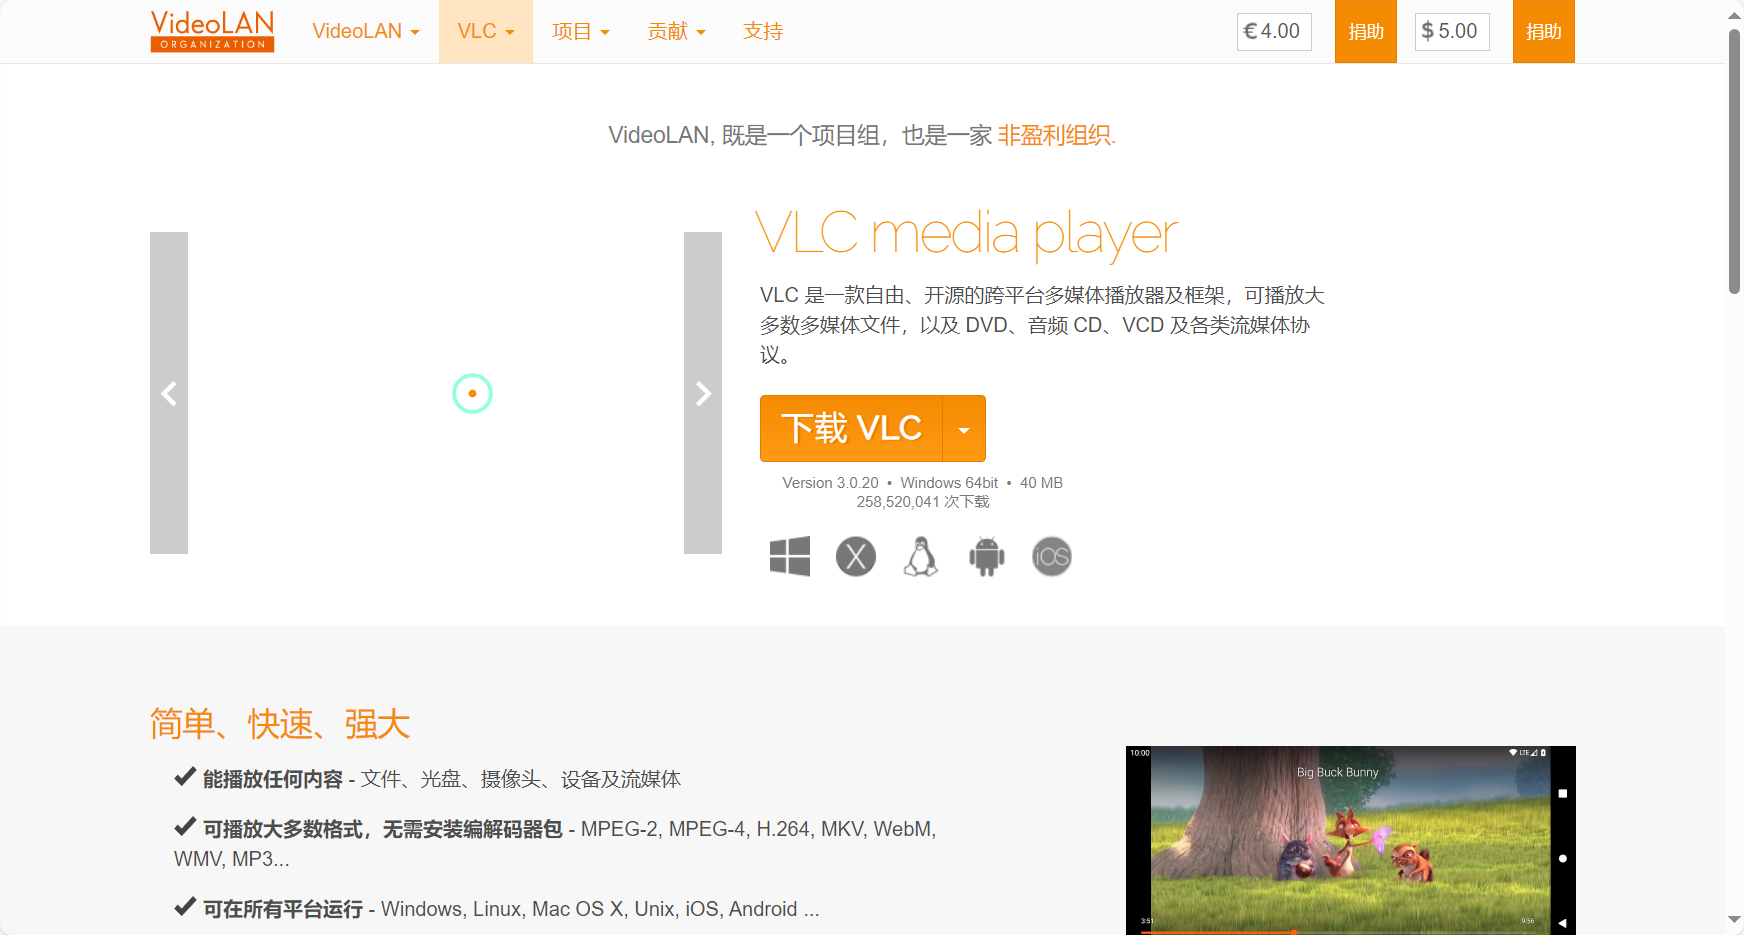 VideoLAN
ORGANIZATION
VideoLAN
VLC
项目
贡献
支持
€ 4.00
捐助
$ 5.00
捐助
VideoLAN, 既是一个项目组，也是一家 非盈利组织.
VLC media player
VLC 是一款自由、开源的跨平台多媒体播放器及框架，可播放大
多数多媒体文件，以及 DVD、音频 CD、VCD 及各类流媒体协
议。
下载 VLC
Version 3.0.20 • Windows 64bit • 40 MB
258,520,041 次下载
X
iOS
简单、快速、强大
能播放任何内容 - 文件、光盘、摄像头、设备及流媒体
可播放大多数格式，无需安装编解码器包 - MPEG-2, MPEG-4, H.264, MKV, WebM,
WMV, MP3...
可在所有平台运行 - Windows, Linux, Mac OS X, Unix, iOS, Android ...
10:00
LTE
Big Buck Bunny
3:51
9:56